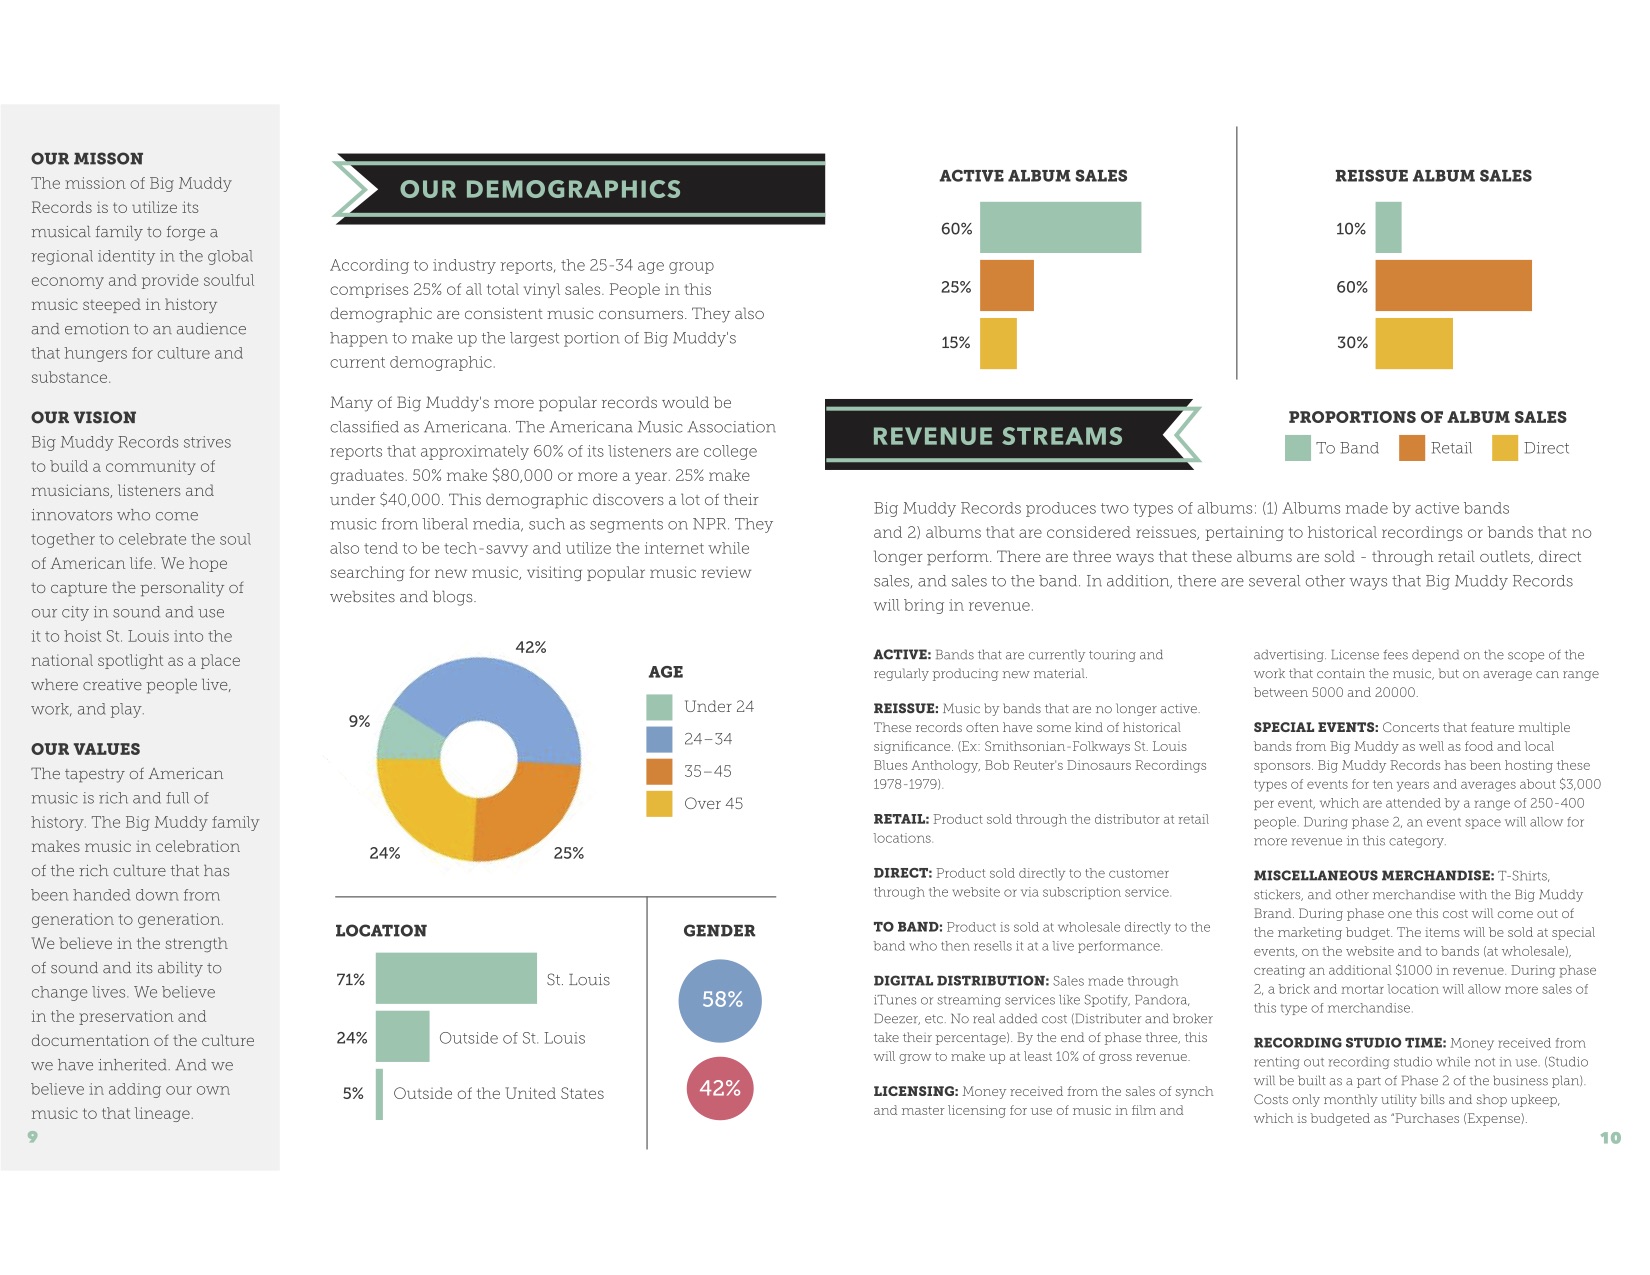 OUR MISSON
The mission of Big Muddy
Records is to utilize its
musical family to forge a
regional identity in the global
economy and provide soulful
music steeped in history
and emotion to an audience
that hungers for culture and
substance.
OUR VISION
Big Muddy Records strives
to build a community of
musicians, listeners and
innovators who come
together to celebrate the soul
of American life. We hope
to capture the personality of
our city in sound and use
it to hoist St. Louis into the
national spotlight as a place
where creative people live,
work, and play.
OUR VALUES
The tapestry of American
music is rich and full of
history. The Big Muddy family
makes music in celebration
of the rich culture that has
been handed down from
generation to generation.
We believe in the strength
of sound and its ability to
change lives. We believe
in the preservation and
documentation of the culture
we have inherited. And we
believe in adding our own
music to that lineage.
9
OUR DEMOGRAPHICS
According to industry reports, the 25-34 age group
comprises 25% of all total vinyl sales. People in this
demographic are consistent music consumers. They also
happen to make up the largest portion of Big Muddy's
current demographic.
Many of Big Muddy's more popular records would be
classified as Americana. The Americana Music Association
reports that approximately 60% of its listeners are college
graduates. 50% make $80,000 or more a year. 25% make
under $40,000. This demographic discovers a lot of their
music from liberal media, such as segments on NPR. They
also tend to be tech-savvy and utilize the internet while
searching for new music, visiting popular music review
websites and blogs.
42%
9%
24%
25%
AGE
Under 24
24–34
35–45
Over 45
LOCATION
71% St. Louis
24% Outside of St. Louis
5% Outside of the United States
GENDER
58%
42%
ACTIVE ALBUM SALES
60%
25%
15%
REISSUE ALBUM SALES
10%
60%
30%
REVENUE STREAMS
PROPORTIONS OF ALBUM SALES
To Band Retail Direct
Big Muddy Records produces two types of albums: (1) Albums made by active bands
and 2) albums that are considered reissues, pertaining to historical recordings or bands that no
longer perform. There are three ways that these albums are sold - through retail outlets, direct
sales, and sales to the band. In addition, there are several other ways that Big Muddy Records
will bring in revenue.
ACTIVE: Bands that are currently touring and
regularly producing new material.
REISSUE: Music by bands that are no longer active.
These records often have some kind of historical
significance. (Ex: Smithsonian-Folkways St. Louis
Blues Anthology, Bob Reuter's Dinosaurs Recordings
1978-1979).
RETAIL: Product sold through the distributor at retail
locations.
DIRECT: Product sold directly to the customer
through the website or via subscription service.
TO BAND: Product is sold at wholesale directly to the
band who then resells it at a live performance.
DIGITAL DISTRIBUTION: Sales made through
iTunes or streaming services like Spotify, Pandora,
Deezer, etc. No real added cost (Distributer and broker
take their percentage). By the end of phase three, this
will grow to make up at least 10% of gross revenue.
LICENSING: Money received from the sales of synch
and master licensing for use of music in film and
advertising. License fees depend on the scope of the
work that contain the music, but on average can range
between 5000 and 20000.
SPECIAL EVENTS: Concerts that feature multiple
bands from Big Muddy as well as food and local
sponsors. Big Muddy Records has been hosting these
types of events for ten years and averages about $3,000
per event, which are attended by a range of 250-400
people. During phase 2, an event space will allow for
more revenue in this category.
MISCELLANEOUS MERCHANDISE: T-Shirts,
stickers, and other merchandise with the Big Muddy
Brand. During phase one this cost will come out of
the marketing budget. The items will be sold at special
events, on the website and to bands (at wholesale),
creating an additional $1000 in revenue. During phase
2, a brick and mortar location will allow more sales of
this type of merchandise.
RECORDING STUDIO TIME: Money received from
renting out recording studio while not in use. (Studio
will be built as a part of Phase 2 of the business plan).
Costs only monthly utility bills and shop upkeep,
which is budgeted as “Purchases (Expense).
10